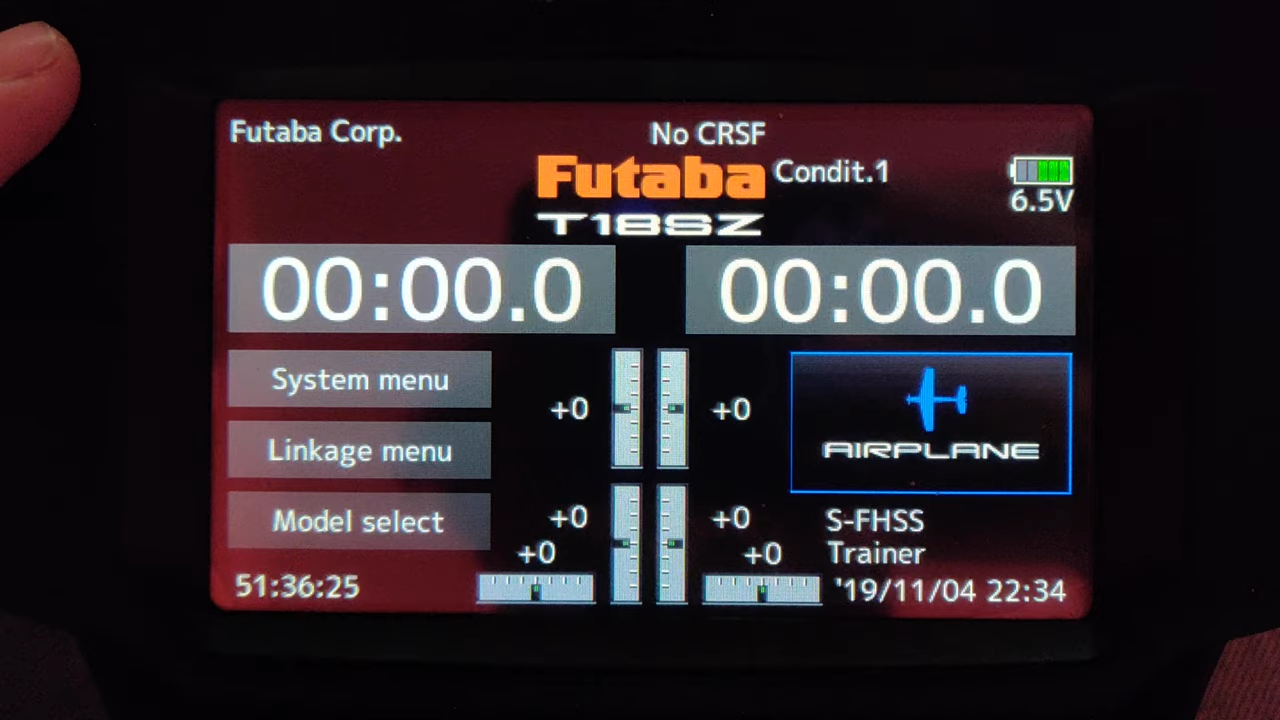 Futaba Corp.
No CRSF
Futaba
T18SZ
Condit.1
6.5V
00:00.0
00:00.0
System menu
Linkage menu
Model select
+0
+0
AIRPLANE
+0
+0
+0
+0
S-FHSS
Trainer
51:36:25
'19/11/04 22:34